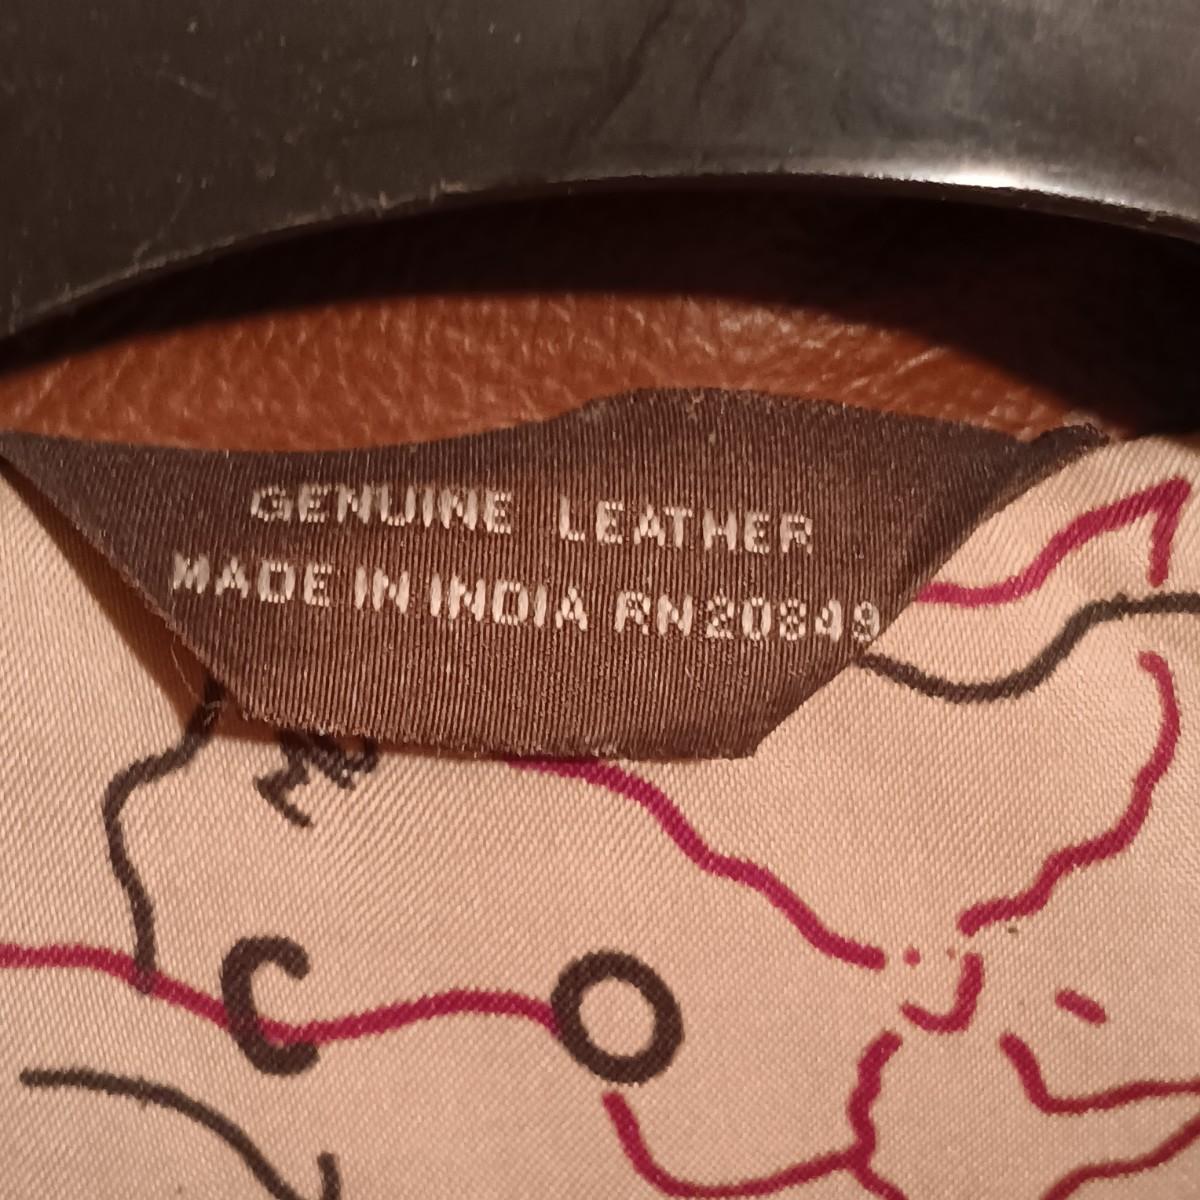 GENUINE LEATHER
MADE IN INDIA RN20849
C O